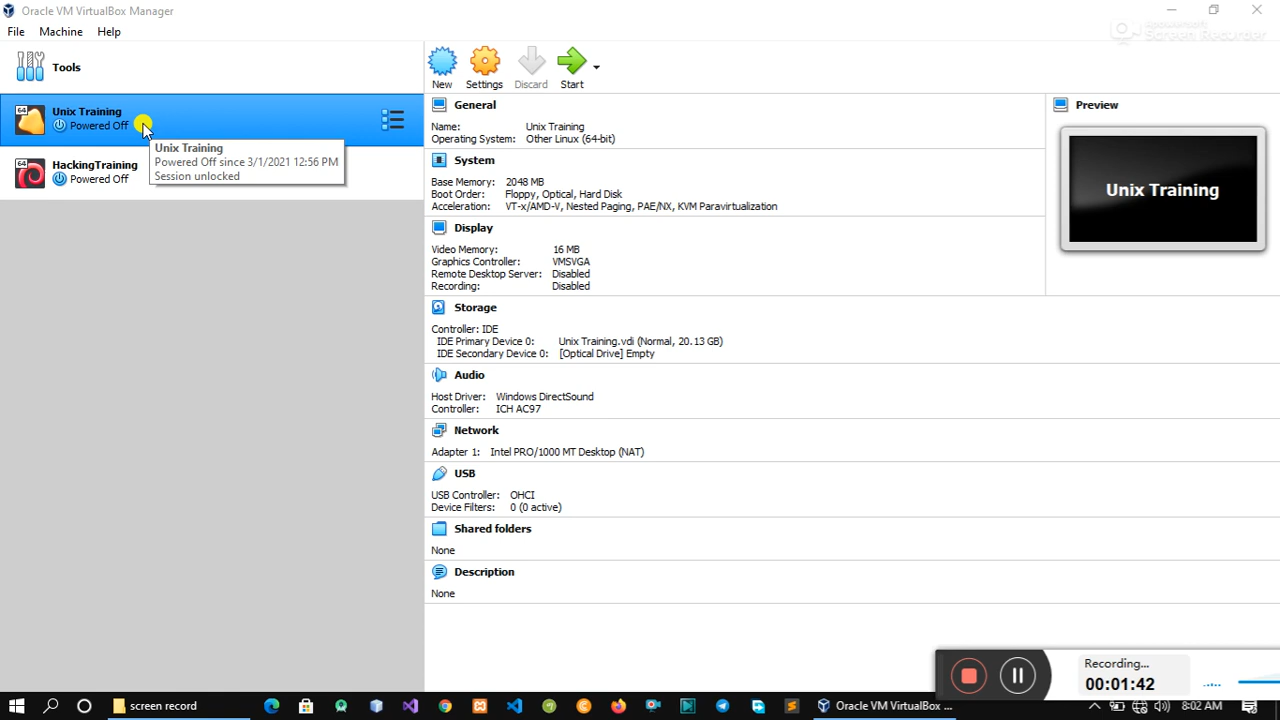 Oracle VM VirtualBox Manager
File Machine Help
Apowersoft
Screen Recorder
Tools
New Settings Discard Start
64 Unix Training
Powered Off
Unix Training
Powered Off since 3/1/2021 12:56 PM
Session unlocked
64 HackingTraining
Powered Off
General
Name: Unix Training
Operating System: Other Linux (64-bit)
System
Base Memory: 2048 MB
Boot Order: Floppy, Optical, Hard Disk
Acceleration: VT-x/AMD-V, Nested Paging, PAE/NX, KVM Paravirtualization
Display
Video Memory: 16 MB
Graphics Controller: VMSVGA
Remote Desktop Server: Disabled
Recording: Disabled
Storage
Controller: IDE
IDE Primary Device 0: Unix Training.vdi (Normal, 20.13 GB)
IDE Secondary Device 0: [Optical Drive] Empty
Audio
Host Driver: Windows DirectSound
Controller: ICH AC97
Network
Adapter 1: Intel PRO/1000 MT Desktop (NAT)
USB
USB Controller: OHCI
Device Filters: 0 (0 active)
Shared folders
None
Description
None
Preview
Unix Training
Recording...
00:01:42
screen record
Oracle VM VirtualBox ...
8:02 AM